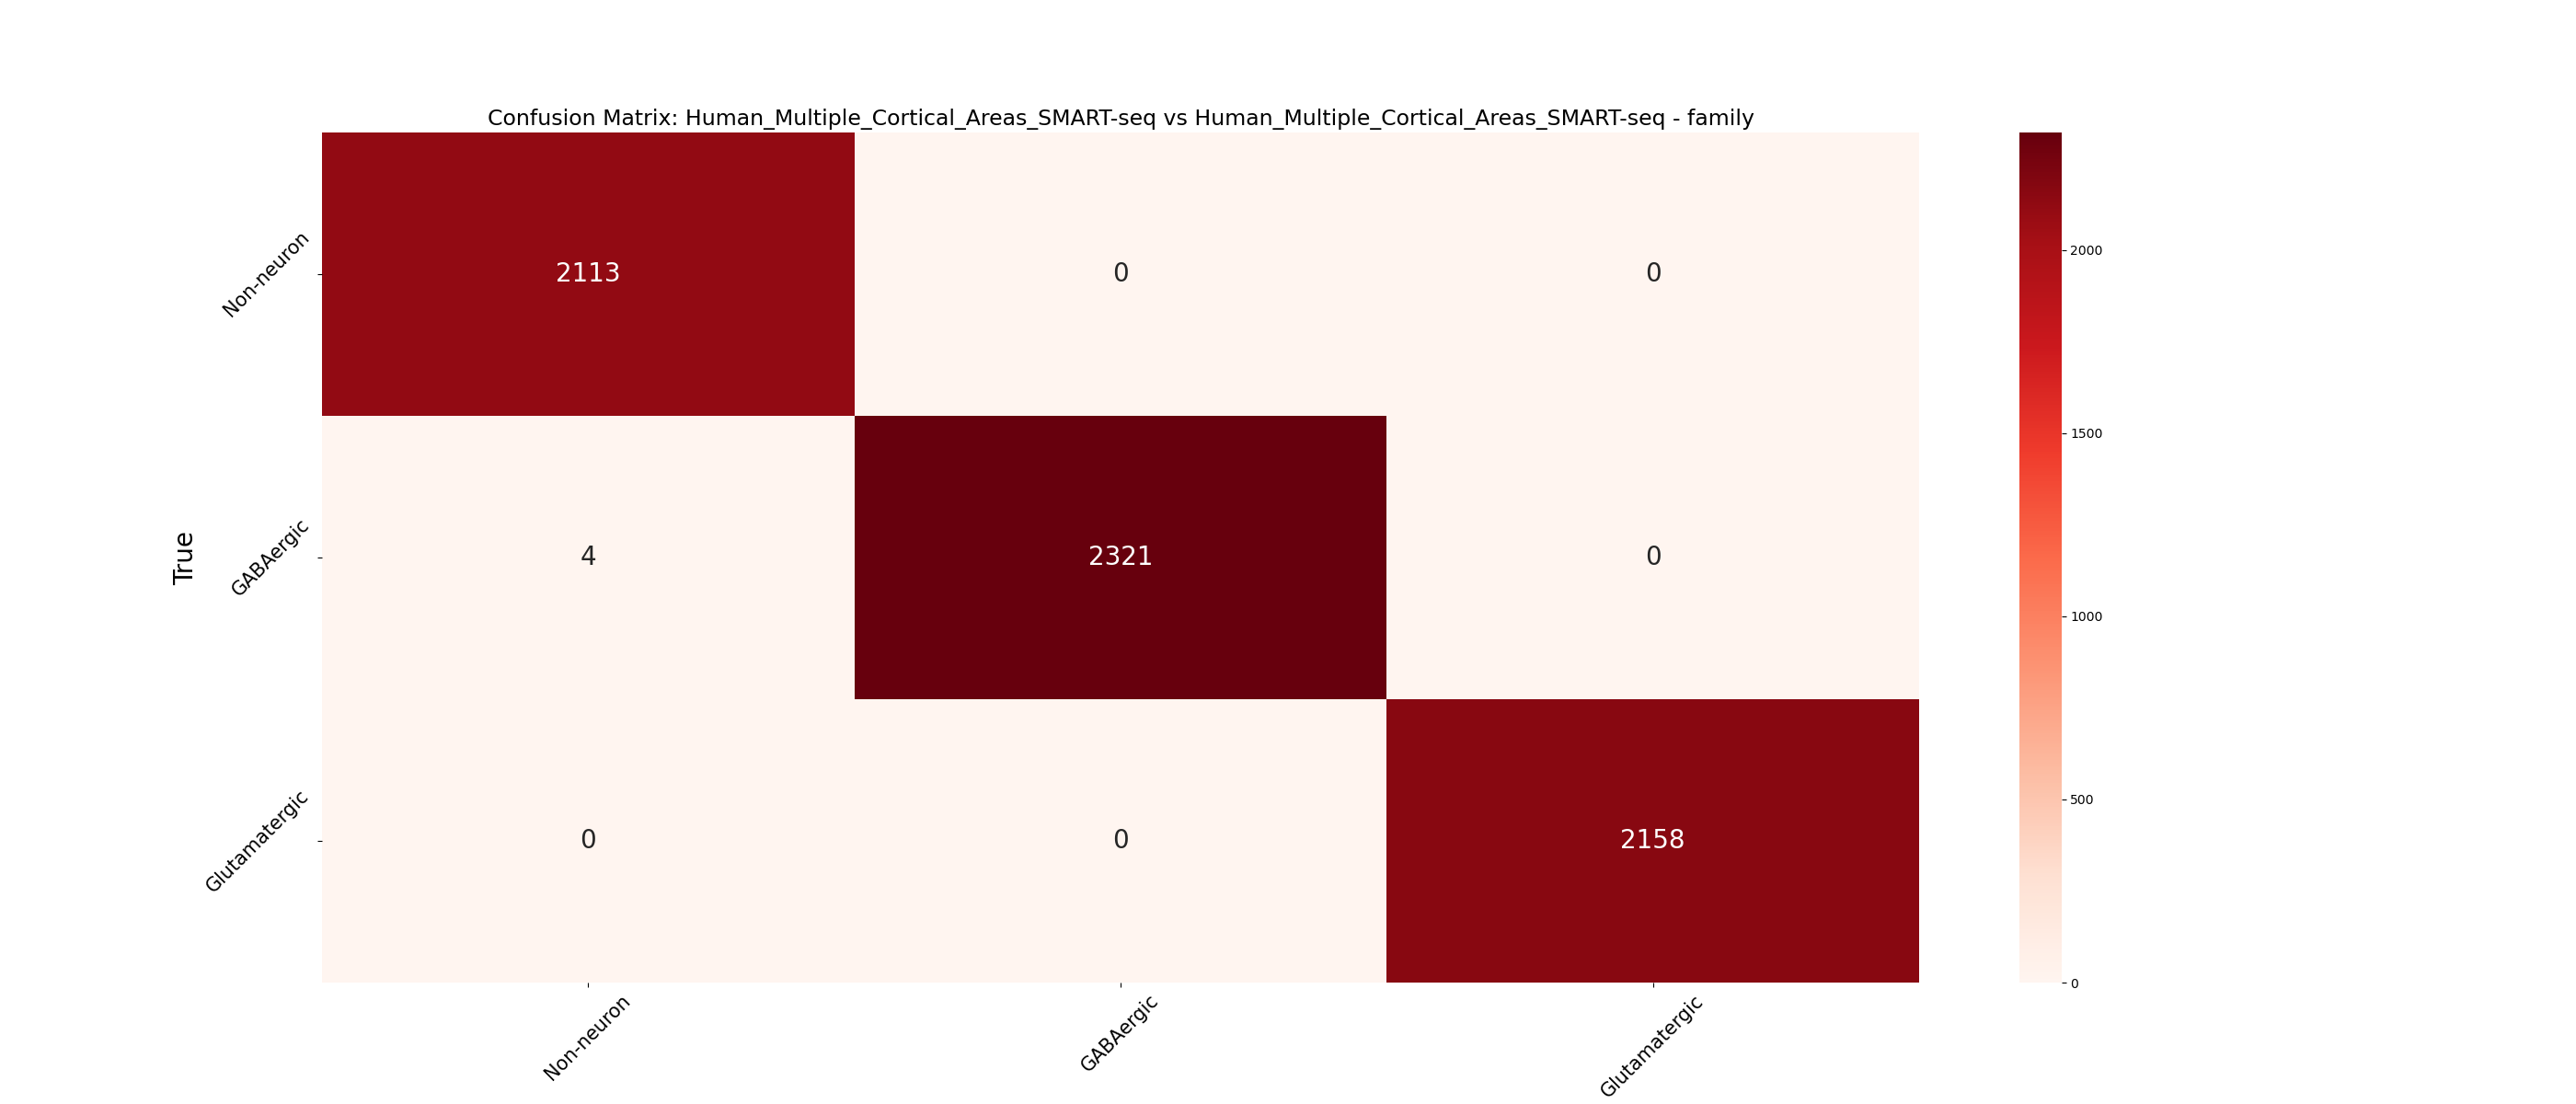 Confusion Matrix: Human_Multiple_Cortical_Areas_SMART-seq vs Human_Multiple_Cortical_Areas_SMART-seq - family
True
Non-neuron
2113
0
0
GABAergic
4
2321
0
Glutamatergic
0
0
2158
Non-neuron
GABAergic
Glutamatergic
2000
1500
1000
500
0